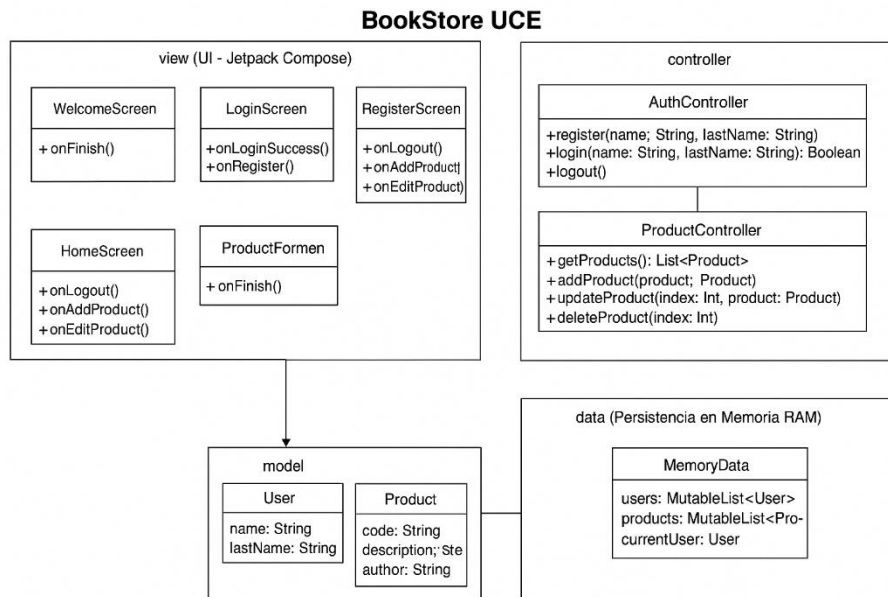 BookStore UCE
view (UI - Jetpack Compose)
WelcomeScreen
+ onFinish()
LoginScreen
+onLoginSuccess()
+onRegister()
RegisterScreen
+ onLogout()
+ onAddProduct|
+ onEditProduct)
HomeScreen
+onLogout()
+onAddProduct()
+onEditProduct()
ProductFormen
+ onFinish()
controller
AuthController
+register(name; String, lastName: String)
+login(name: String, lastName: String): Boolean
+logout()
ProductController
+getProducts(): List<Product>
+addProduct(product; Product)
+updateProduct(index: Int, product: Product)
+deleteProduct(index: Int)
model
User
name: String
lastName: String
Product
code: String
description; Ste
author: String
data (Persistencia en Memoria RAM)
MemoryData
users: MutableList<User>
products: MutableList<Pro-
currentUser: User